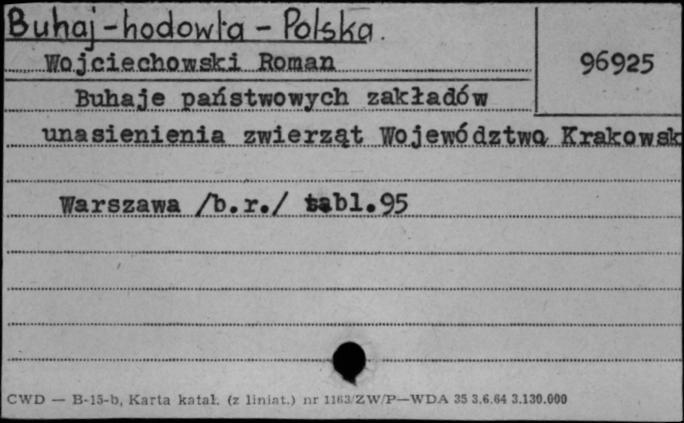 Buhaj - hodowla - Polska.
Wojciechowski Roman
96925
Buhaje państwowych zakładów
unasienienia zwierząt Województwa Krakowsk
Warszawa /b.r./ tabl.95
CWD — B-15-b, Karta katal. (z liniat.) nr 1163/ZW/P—WDA 35 3.6.64 3.130.000